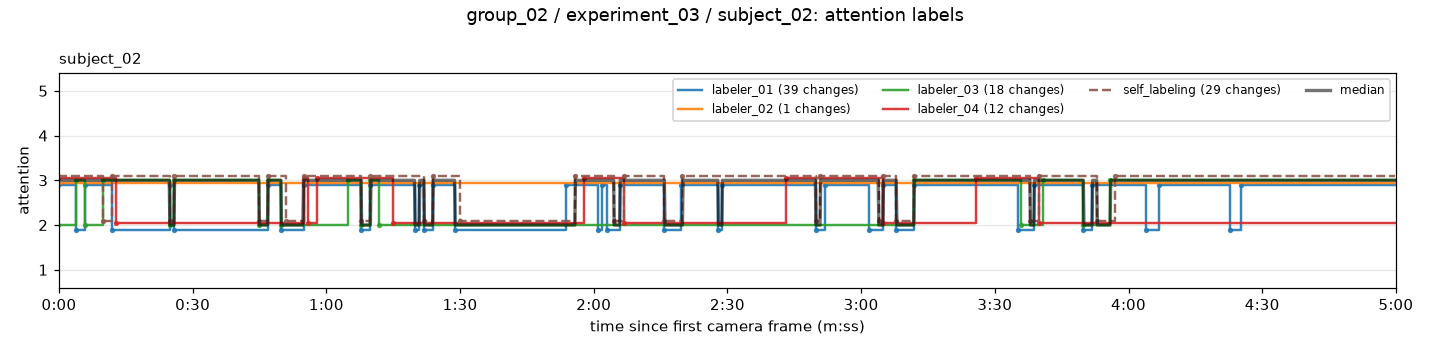 group_02 / experiment_03 / subject_02: attention labels
subject_02
labeler_01 (39 changes)
labeler_02 (1 changes)
labeler_03 (18 changes)
labeler_04 (12 changes)
self_labeling (29 changes)
median
attention
5
4
3
2
1
0:00 0:30 1:00 1:30 2:00 2:30 3:00 3:30 4:00 4:30 5:00
time since first camera frame (m:ss)